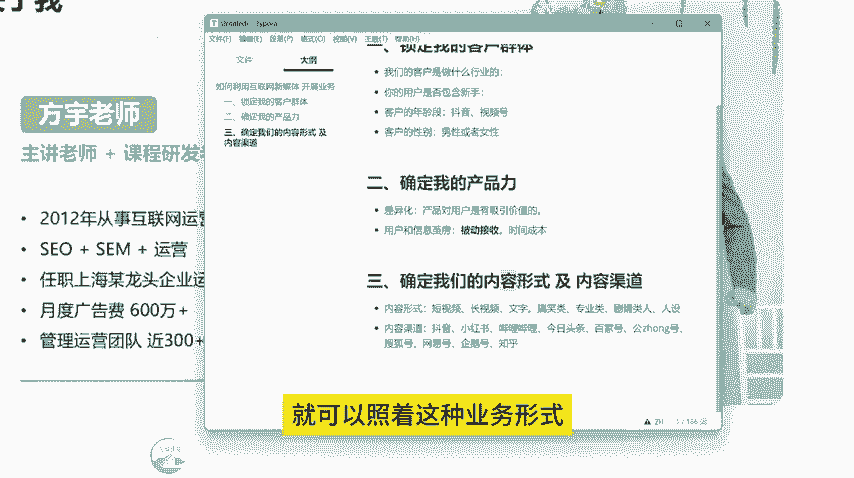 方宇老师
主讲老师 + 课程研发
2012年从事互联网运营
SEO + SEM + 运营
任职上海某龙头企业运
月度广告费 600万+
管理运营团队 近300+
文件(F) 编辑(E) 段落(P) 格式(O) 视图(V) 主题(T) 帮助(H)
文件 大纲
如何利用互联网新媒体 开展业务
一、锁定我的客户群体
二、确定我的产品力
三、确定我们的内容形式 及
内容渠道
一、锁定我的客户群体
我们的客户是做什么行业的:
你的用户是否包含新手:
客户的年龄段:抖音、视频号
客户的性别:男性或者女性
二、确定我的产品力
差异化:产品对用户是有吸引价值的。
用户和信息茧房:被动接收。时间成本
三、确定我们的内容形式 及 内容渠道
内容形式:短视频、长视频、文字。搞笑类、专业类、剧情类人、人设
内容渠道:抖音、小红书、哔哩哔哩、今日头条、百家号、公zhong号、
搜狐号、网易号、企鹅号、知乎
就可以照着这种业务形式